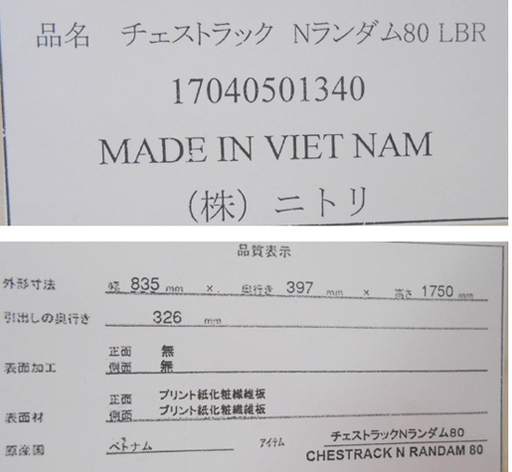 品名 チェストラック Nランダム80 LBR
17040501340
MADE IN VIET NAM
（株）ニトリ
品質表示
外形寸法 幅 835 mm × 奥行き 397 mm × 高さ 1750 mm
引出しの奥行き 326 mm
表面加工 正面 無
側面 無
表面材 正面 プリント紙化粧繊維板
側面 プリント紙化粧繊維板
原産国 ベトナム アイテム チェストラックNランダム80
CHESTRACK N RANDAM 80